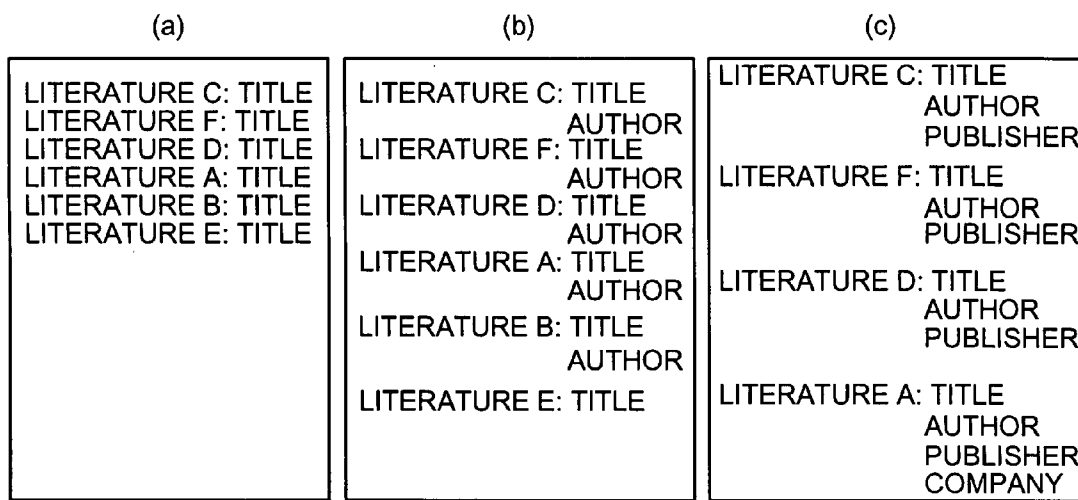 (a)
LITERATURE C: TITLE
LITERATURE F: TITLE
LITERATURE D: TITLE
LITERATURE A: TITLE
LITERATURE B: TITLE
LITERATURE E: TITLE
(b)
LITERATURE C: TITLE
AUTHOR
LITERATURE F: TITLE
AUTHOR
LITERATURE D: TITLE
AUTHOR
LITERATURE A: TITLE
AUTHOR
LITERATURE B: TITLE
AUTHOR
LITERATURE E: TITLE
(c)
LITERATURE C: TITLE
AUTHOR
PUBLISHER
LITERATURE F: TITLE
AUTHOR
PUBLISHER
LITERATURE D: TITLE
AUTHOR
PUBLISHER
LITERATURE A: TITLE
AUTHOR
PUBLISHER
COMPANY